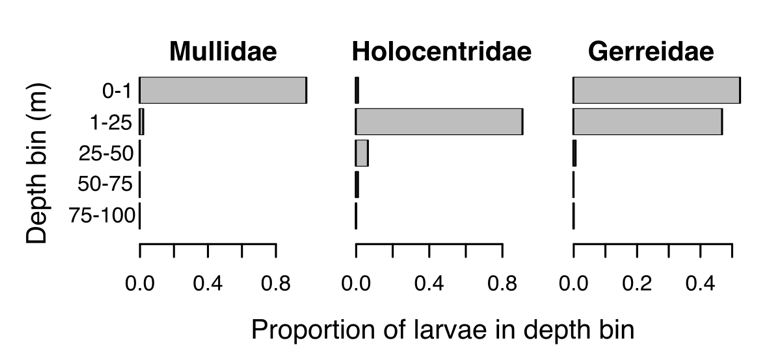 Mullidae Holocentridae Gerreidae
Depth bin (m)
0-1
1-25
25-50
50-75
75-100
0.0 0.4 0.8 0.0 0.4 0.8 0.0 0.2 0.4
Proportion of larvae in depth bin